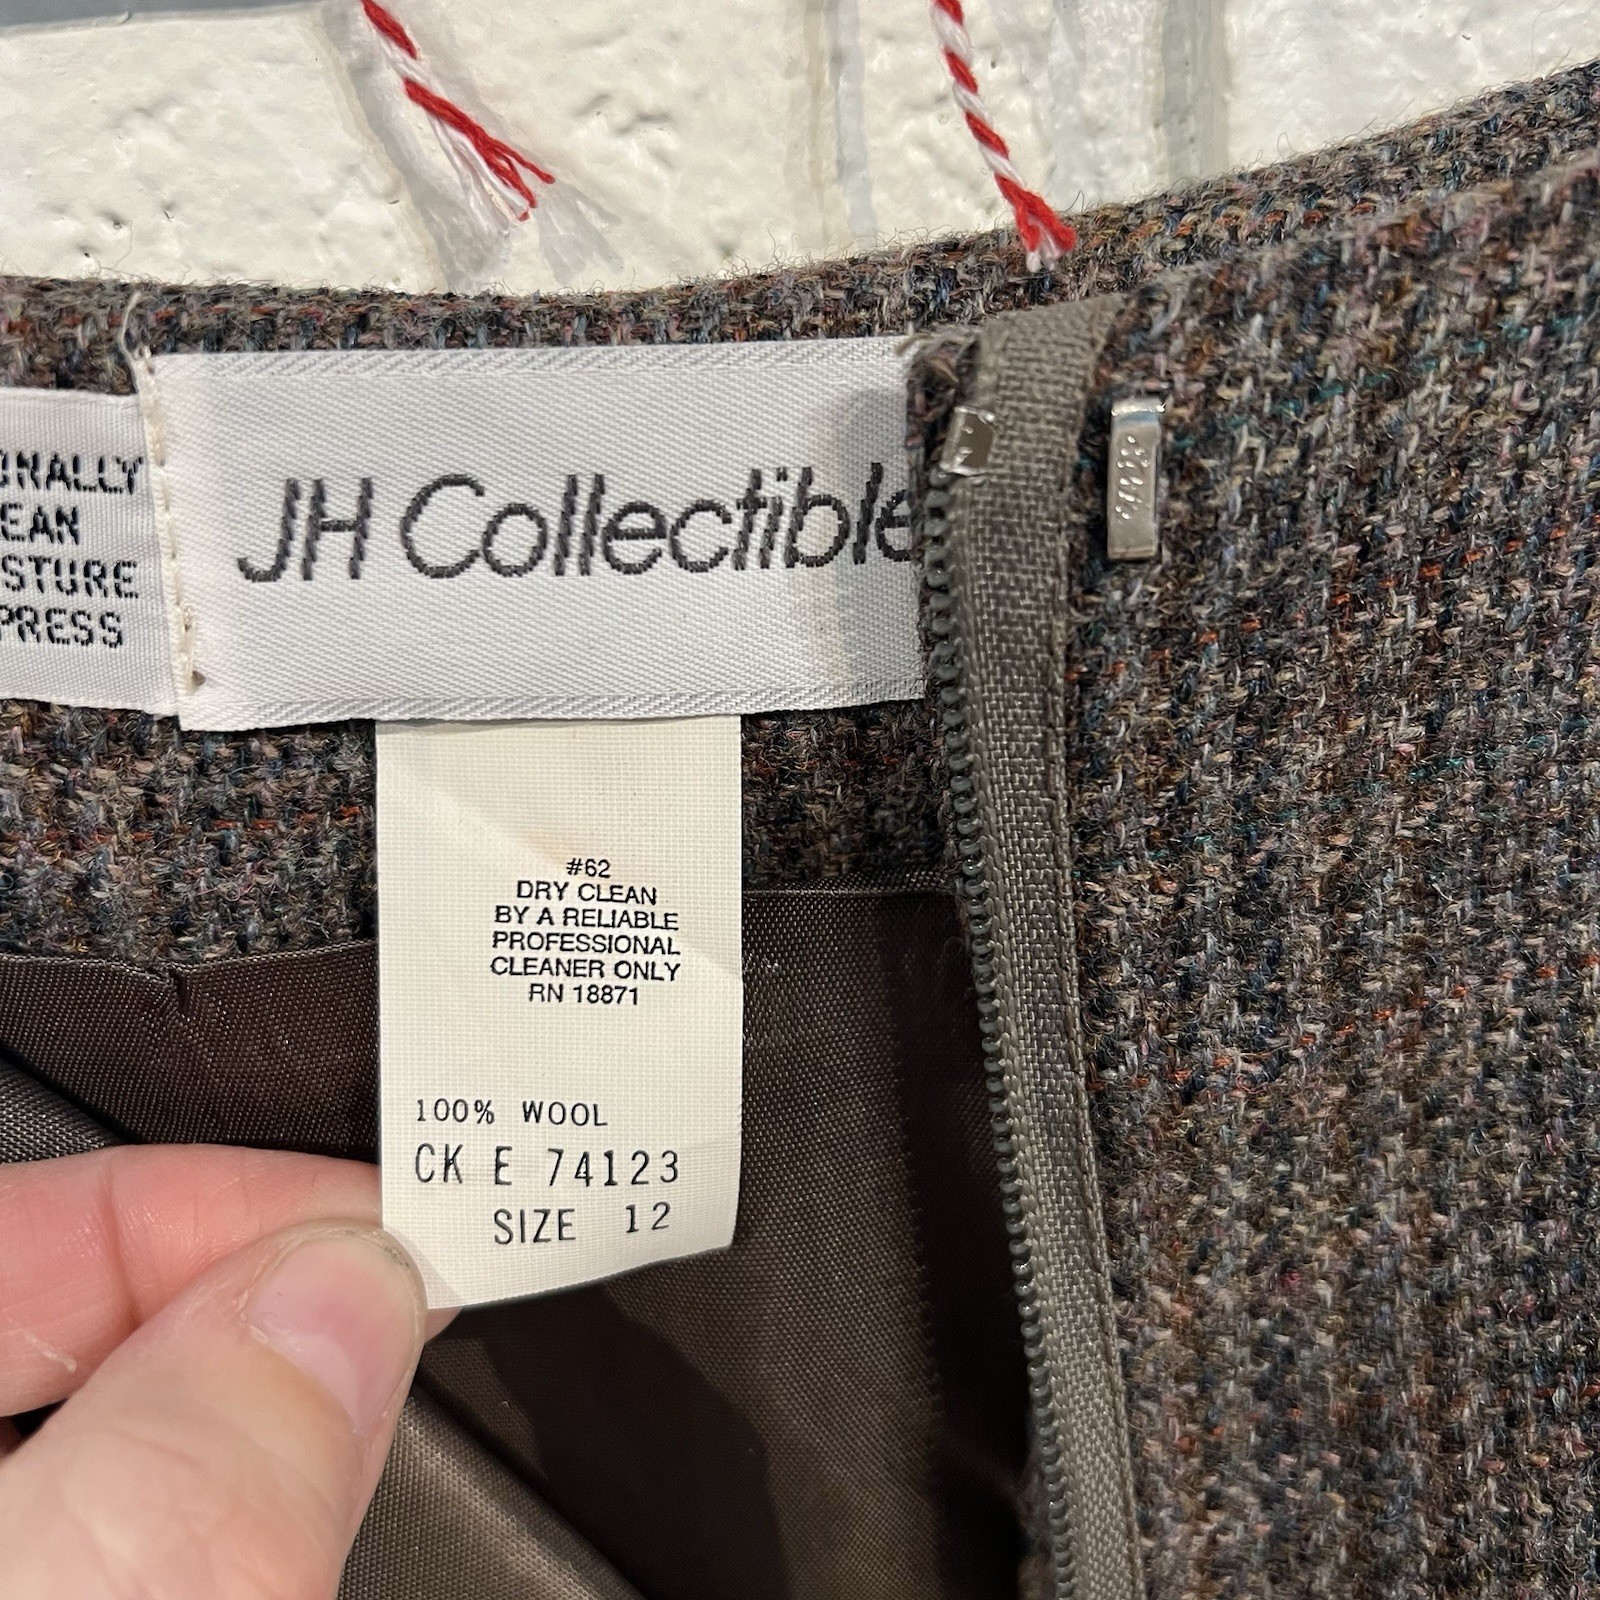 ONALLY
EAN
STURE
PRESS
JH Collectible
#62
DRY CLEAN
BY A RELIABLE
PROFESSIONAL
CLEANER ONLY
RN 18871
100% WOOL
CK E 74123
SIZE 12